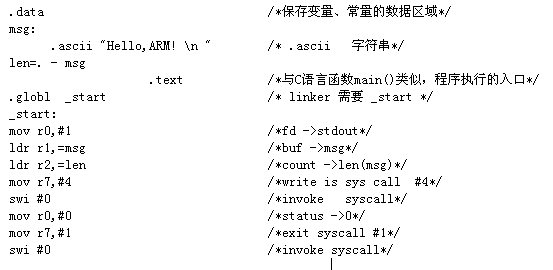 .data /*保存变量、常量的数据区域*/
msg:
.ascii "Hello,ARM! \n " /* .ascii 字符串*/
len=. - msg
.text /*与C语言函数main()类似，程序执行的入口*/
.globl _start /* linker 需要 _start */
_start:
mov r0,#1 /*fd ->stdout*/
ldr r1,=msg /*buf ->msg*/
ldr r2,=len /*count ->len(msg)*/
mov r7,#4 /*write is sys call #4*/
swi #0 /*invoke syscall*/
mov r0,#0 /*status ->0*/
mov r7,#1 /*exit syscall #1*/
swi #0 /*invoke syscall*/